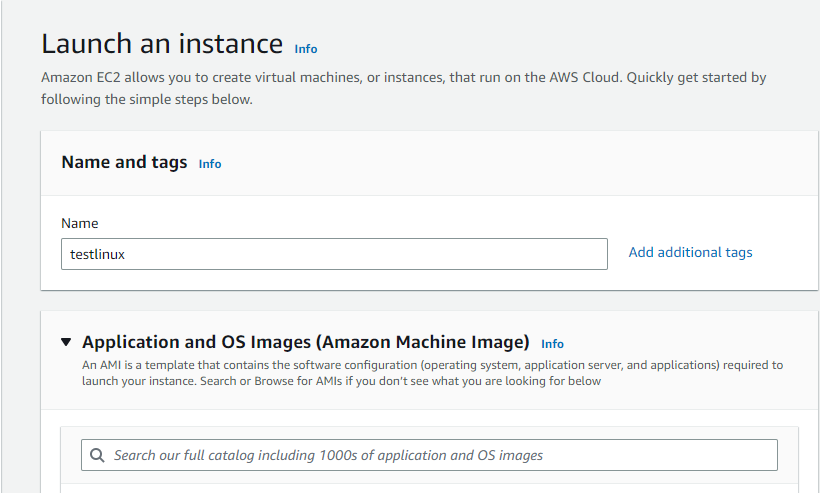 Launch an instance Info
Amazon EC2 allows you to create virtual machines, or instances, that run on the AWS Cloud. Quickly get started by
following the simple steps below.
Name and tags Info
Name
testlinux
Add additional tags
Application and OS Images (Amazon Machine Image) Info
An AMI is a template that contains the software configuration (operating system, application server, and applications) required to
launch your instance. Search or Browse for AMIs if you don't see what you are looking for below
Search our full catalog including 1000s of application and OS images